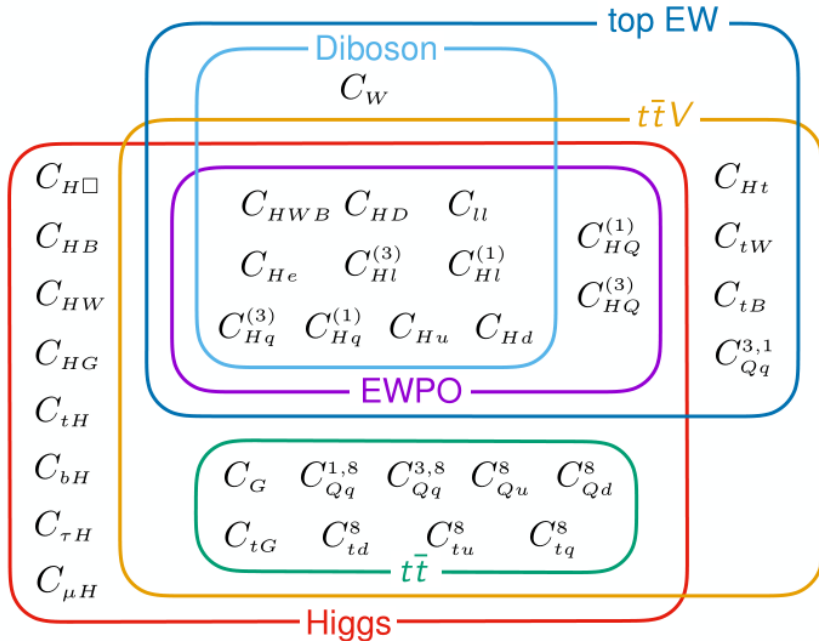 top EW
Diboson
C_W
t\bar{t}V
C_{H□}
C_{HB}
C_{HW}
C_{HG}
C_{tH}
C_{bH}
C_{τH}
C_{μH}
C_{HWB} C_{HD} C_{ll}
C_{He} C_{Hl}^{(3)} C_{Hl}^{(1)}
C_{Hq}^{(3)} C_{Hq}^{(1)} C_{Hu} C_{Hd}
C_{HQ}^{(1)}
C_{HQ}^{(3)}
C_{Ht}
C_{tW}
C_{tB}
C_{Qq}^{3,1}
EWPO
C_G C_{Qq}^{1,8} C_{Qq}^{3,8} C_{Qu}^{8} C_{Qd}^{8}
C_{tG} C_{td}^{8} C_{tu}^{8} C_{tq}^{8}
t\bar{t}
Higgs